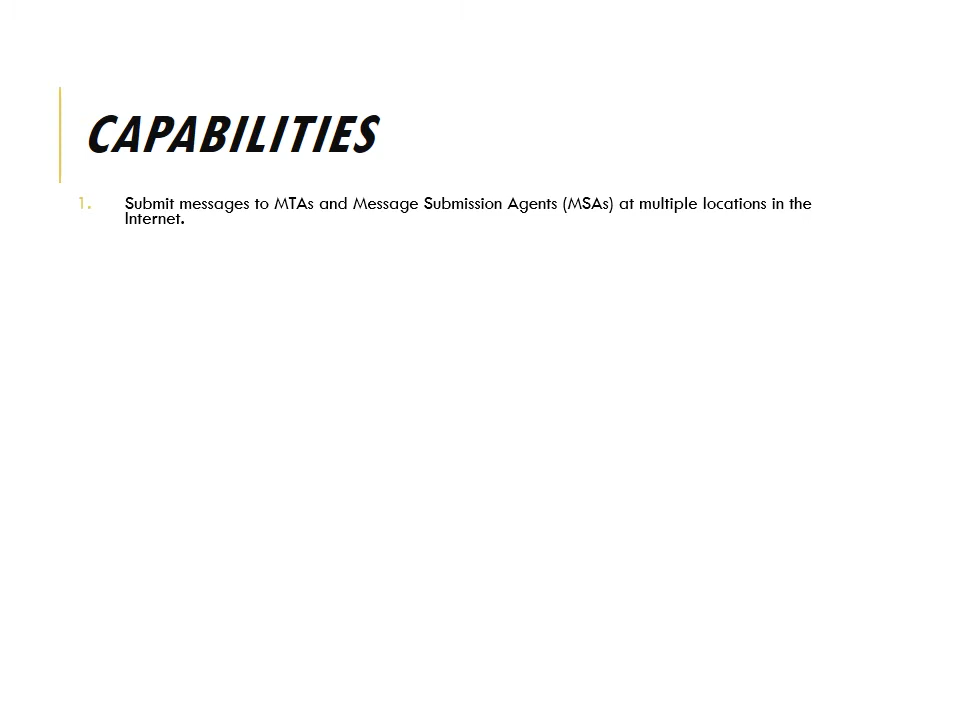 CAPABILITIES
1. Submit messages to MTAs and Message Submission Agents (MSAs) at multiple locations in the
Internet.